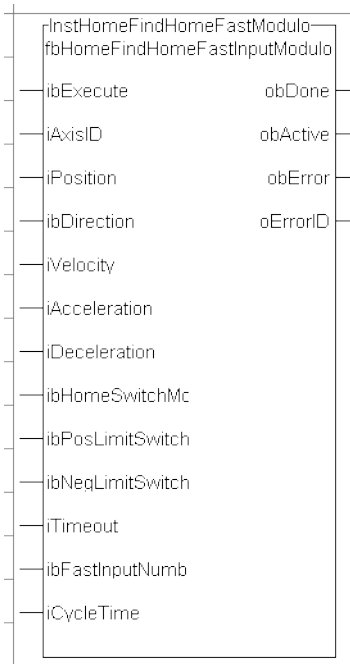 InstHomeFindHomeFastModulo
fbHomeFindHomeFastInputModulo
ibExecute obDone
iAxisID obActive
iPosition obError
ibDirection oErrorID
iVelocity
iAcceleration
iDeceleration
ibHomeSwitchMc
ibPosLimitSwitch
ibNegLimitSwitch
iTimeout
ibFastInputNumb
iCycleTime